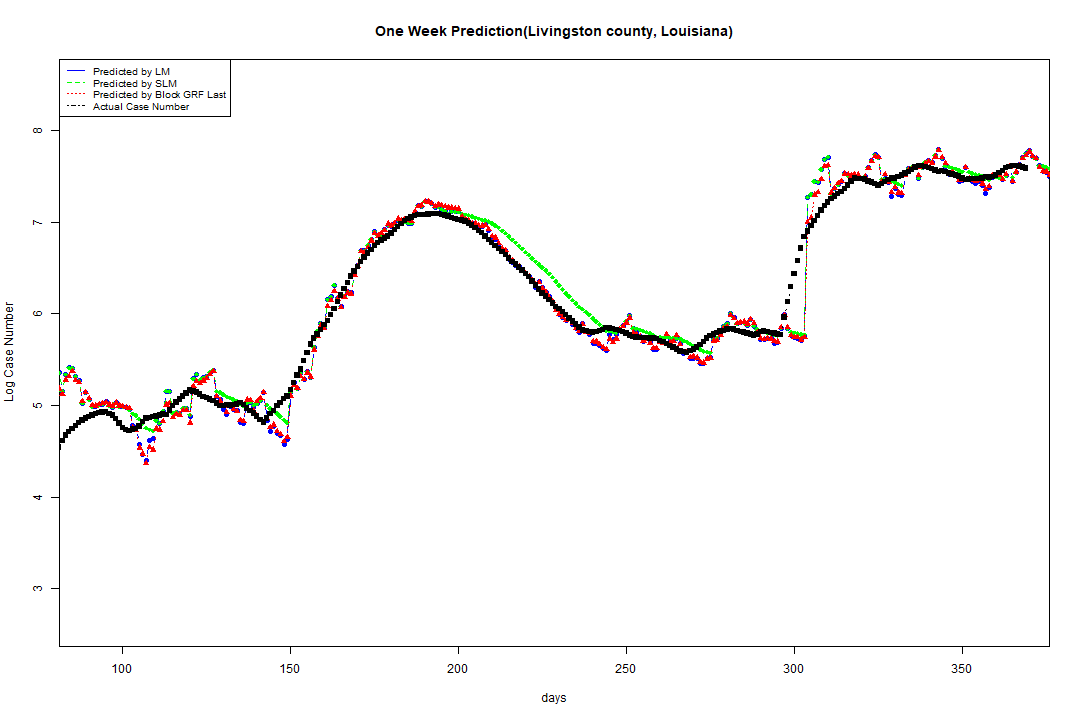 One Week Prediction(Livingston county, Louisiana)
Predicted by LM
Predicted by SLM
Predicted by Block GRF Last
Actual Case Number
8
7
6
5
4
3
Log Case Number
100 150 200 250 300 350
days